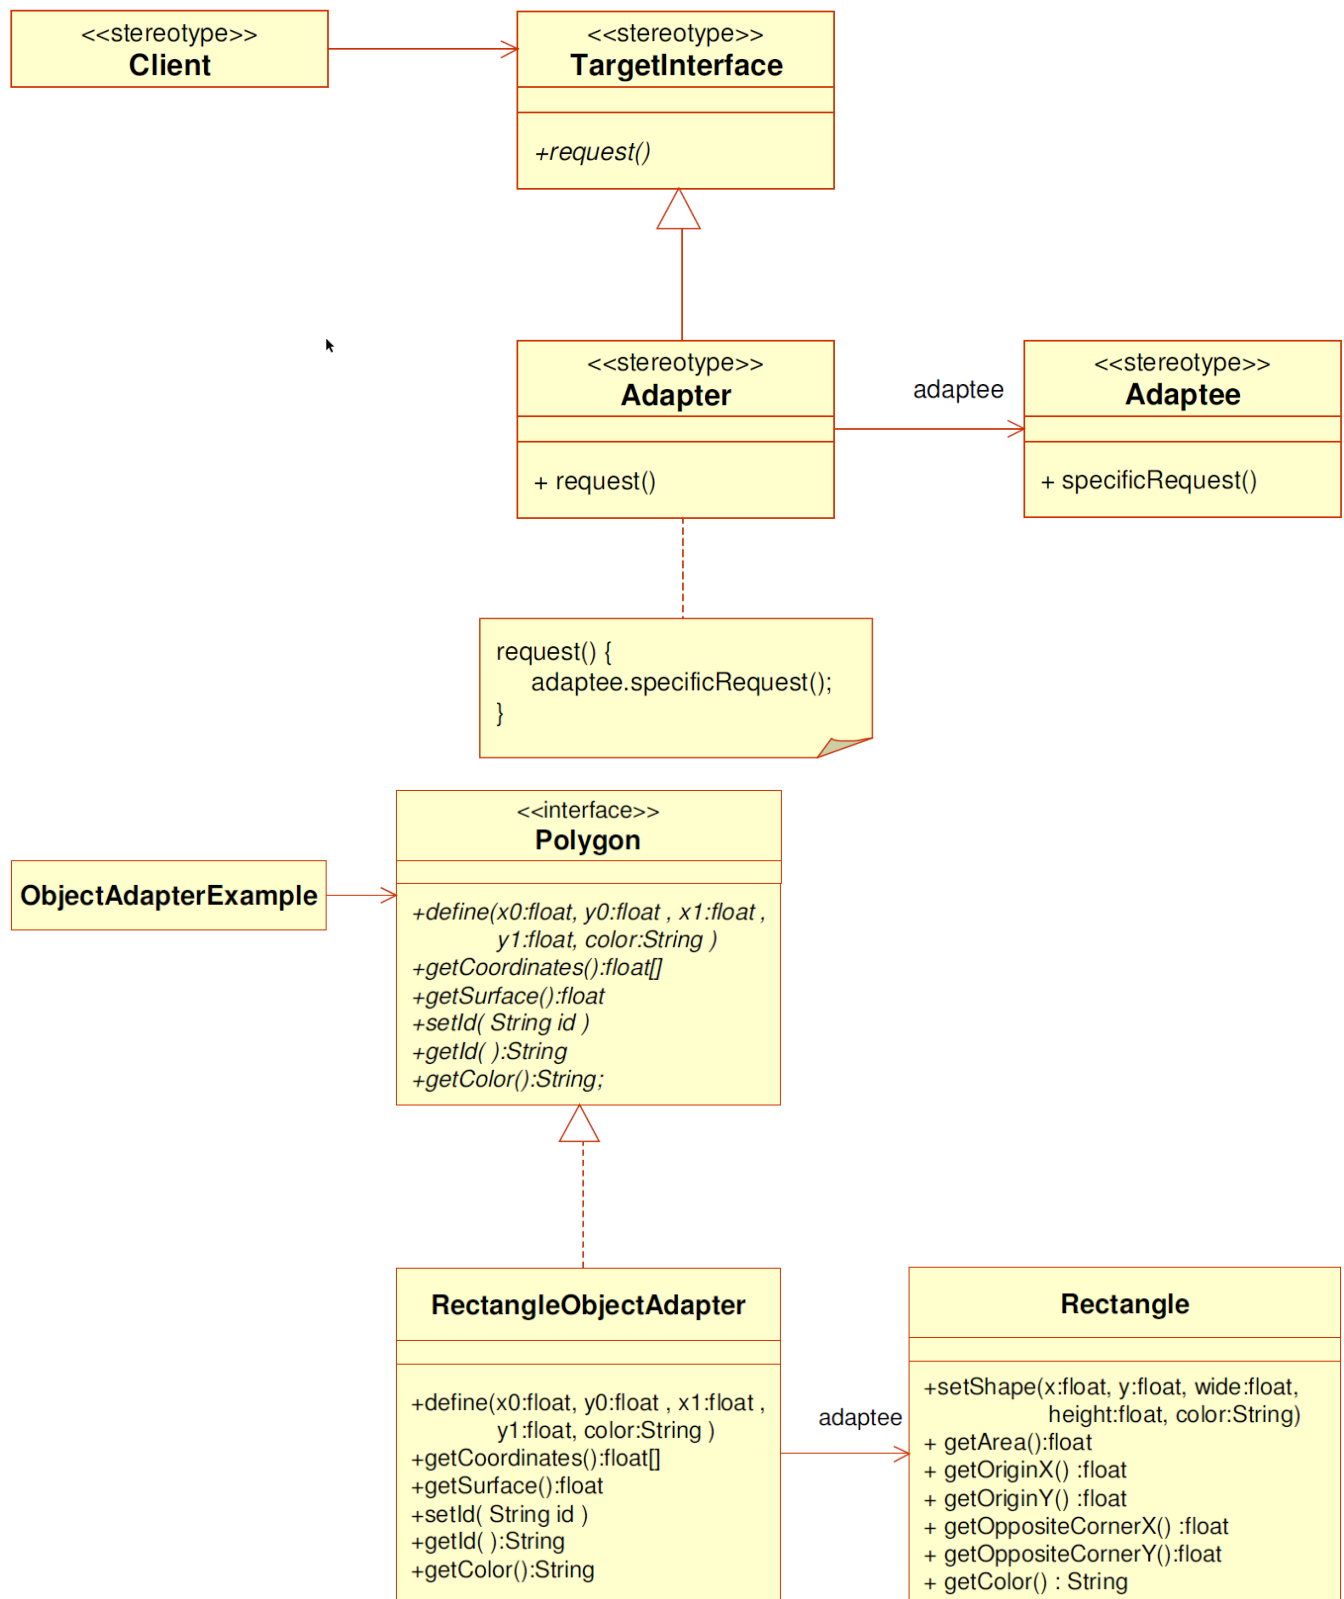 <<stereotype>>
Client
<<stereotype>>
TargetInterface
+request()
<<stereotype>>
Adapter
+ request()
adaptee
<<stereotype>>
Adaptee
+ specificRequest()
request() {
adaptee.specificRequest();
}
<<interface>>
Polygon
ObjectAdapterExample
+define(x0:float, y0:float , x1:float ,
y1:float, color:String )
+getCoordinates():float[]
+getSurface():float
+setId( String id )
+getId( ):String
+getColor():String;
RectangleObjectAdapter
+define(x0:float, y0:float , x1:float ,
y1:float, color:String )
+getCoordinates():float[]
+getSurface():float
+setId( String id )
+getId( ):String
+getColor():String
adaptee
Rectangle
+setShape(x:float, y:float, wide:float,
height:float, color:String)
+ getArea():float
+ getOriginX() :float
+ getOriginY() :float
+ getOppositeCornerX() :float
+ getOppositeCornerY():float
+ getColor() : String